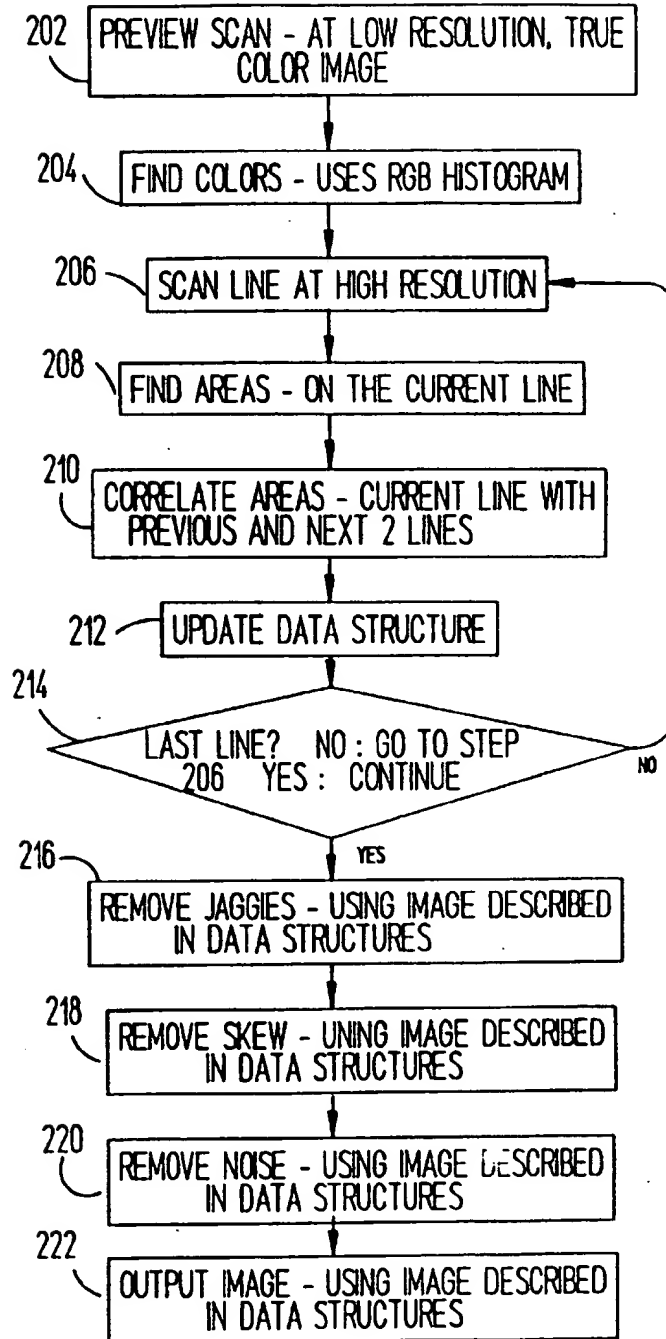 202
PREVIEW SCAN - AT LOW RESOLUTION, TRUE
COLOR IMAGE
204
FIND COLORS - USES RGB HISTOGRAM
206
SCAN LINE AT HIGH RESOLUTION
208
FIND AREAS - ON THE CURRENT LINE
210
CORRELATE AREAS - CURRENT LINE WITH
PREVIOUS AND NEXT 2 LINES
212
UPDATE DATA STRUCTURE
214
LAST LINE? NO : GO TO STEP
206 YES : CONTINUE
NO
YES
216
REMOVE JAGGIES - USING IMAGE DESCRIBED
IN DATA STRUCTURES
218
REMOVE SKEW - UNING IMAGE DESCRIBED
IN DATA STRUCTURES
220
REMOVE NOISE - USING IMAGE DESCRIBED
IN DATA STRUCTURES
222
OUTPUT IMAGE - USING IMAGE DESCRIBED
IN DATA STRUCTURES